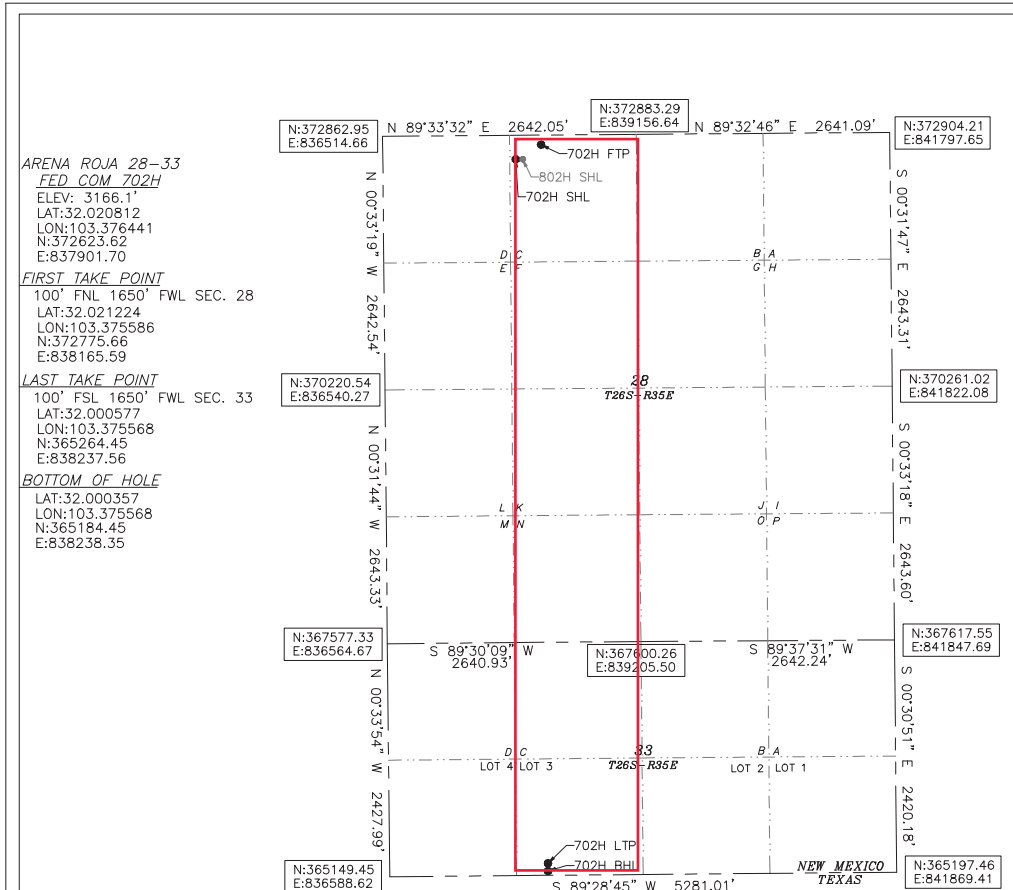 N:372883.29
E:839156.64
N:372862.95
E:836514.66
N 89°33'32" E 2642.05'
N 89°32'46" E 2641.09'
N:372904.21
E:841797.65
ARENA ROJA 28-33
FED COM 702H
ELEV: 3166.1'
LAT:32.020812
LON:103.376441
N:372623.62
E:837901.70
FIRST TAKE POINT
100' FNL 1650' FWL SEC. 28
LAT:32.021224
LON:103.375586
N:372775.66
E:838165.59
LAST TAKE POINT
100' FSL 1650' FWL SEC. 33
LAT:32.000577
LON:103.375568
N:365264.45
E:838237.56
BOTTOM OF HOLE
LAT:32.000357
LON:103.375568
N:365184.45
E:838238.35
702H FTP
802H SHL
702H SHL
N 00°33'19" W 2642.54'
S 00°31'47" E 2643.31'
D C
E F
B A
G H
N:370220.54
E:836540.27
28
T26S-R35E
N:370261.02
E:841822.08
N 00°31'44" W 2643.33'
S 00°33'18" E 2643.60'
L K
M N
J I
O P
N:367577.33
E:836564.67
S 89°30'09" W
2640.93'
N:367600.26
E:839205.50
S 89°37'31" W
2642.24'
N:367617.55
E:841847.69
N 00°33'54" W 2427.99'
S 00°30'51" E 2420.18'
D C
LOT 4 LOT 3
33
T26S-R35E
B A
LOT 2 LOT 1
702H LTP
702H BHL
N:365149.45
E:836588.62
S 89°28'45" W 5281.01'
NEW MEXICO
TEXAS
N:365197.46
E:841869.41